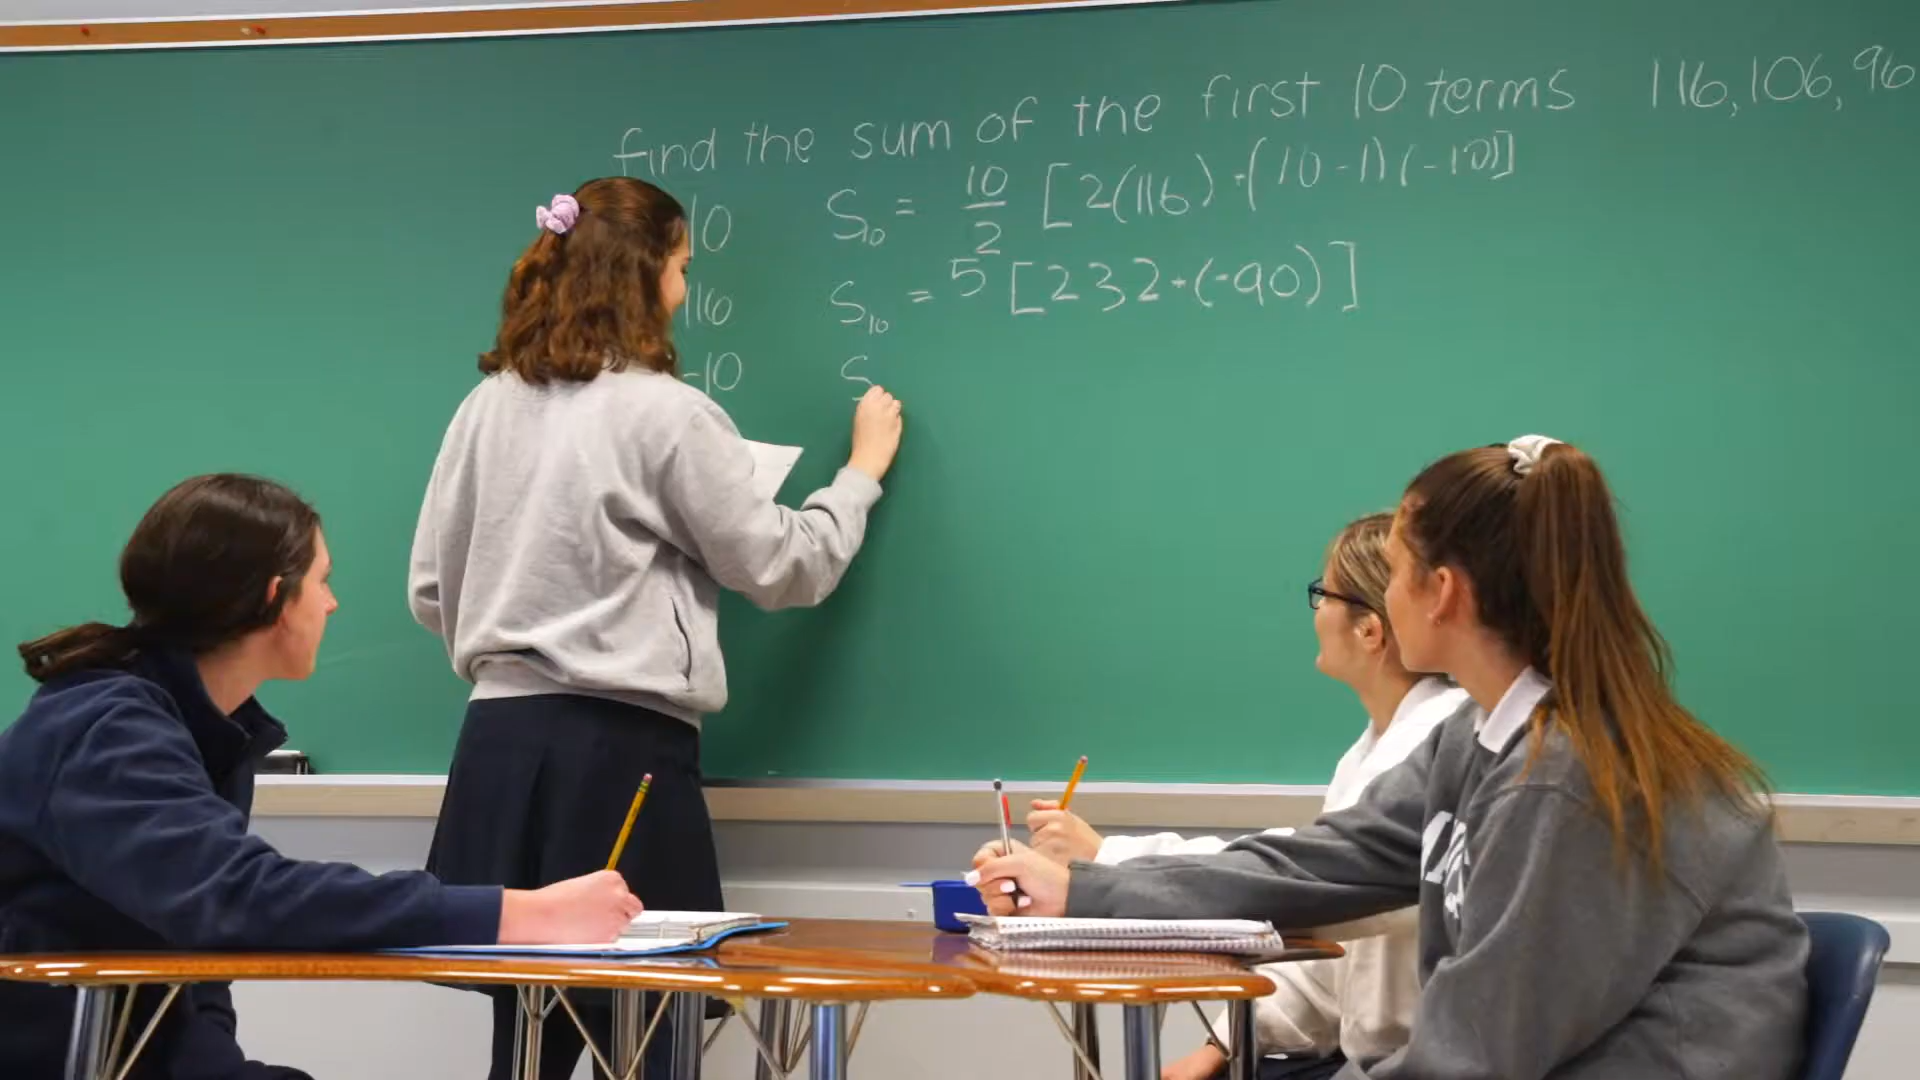 find the sum of the first 10 terms 116, 106, 96
10 S₁₀ = 10/2 [2(116) + (10-1)(-10)]
116 S₁₀ = 5 [232+(-90)]
-10 S